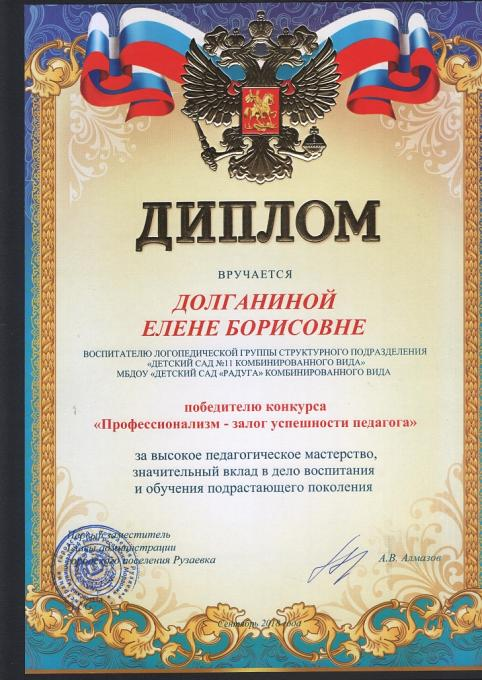 ДИПЛОМ
ВРУЧАЕТСЯ
ДОЛГАНИНОЙ
ЕЛЕНЕ БОРИСОВНЕ
ВОСПИТАТЕЛЮ ЛОГОПЕДИЧЕСКОЙ ГРУППЫ СТРУКТУРНОГО ПОДРАЗДЕЛЕНИЯ
«ДЕТСКИЙ САД №11 КОМБИНИРОВАННОГО ВИДА»
МБДОУ «ДЕТСКИЙ САД «РАДУГА» КОМБИНИРОВАННОГО ВИДА
победителю конкурса
«Профессионализм - залог успешности педагога»
за высокое педагогическое мастерство,
значительный вклад в дело воспитания
и обучения подрастающего поколения
Первый заместитель
Главы администрации
городского поселения Рузаевка
А.В. Алмазов
Сентябрь 2018 года